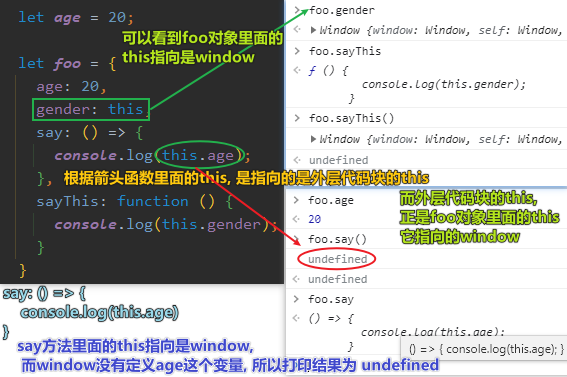 let age = 20;
let foo = {
age: 20,
gender: this,
say: () => {
console.log(this.age);
},
sayThis: function () {
console.log(this.gender);
}
}
可以看到foo对象里面的
this指向是window
根据箭头函数里面的this, 是指向的是外层代码块的this
say: () => {
console.log(this.age)
}
say方法里面的this指向是window,
而window没有定义age这个变量, 所以打印结果为 undefined
foo.gender
Window {window: Window, self: Window,
foo.sayThis
ƒ () {
console.log(this.gender);
}
foo.sayThis()
Window {window: Window, self: Window,
undefined
foo.age
20
foo.say()
undefined
undefined
foo.say
() => {
console.log(this.age);
}
而外层代码块的this,
正是foo对象里面的this
它指向的window
() => { console.log(this.age); }